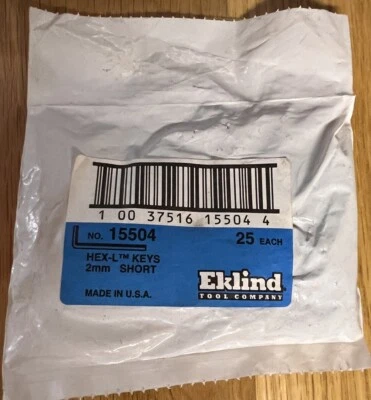 1 00 37516 15504 4
NO. 15504 25 EACH
HEX-L™ KEYS
2mm SHORT
MADE IN U.S.A.
Eklind
TOOL COMPANY